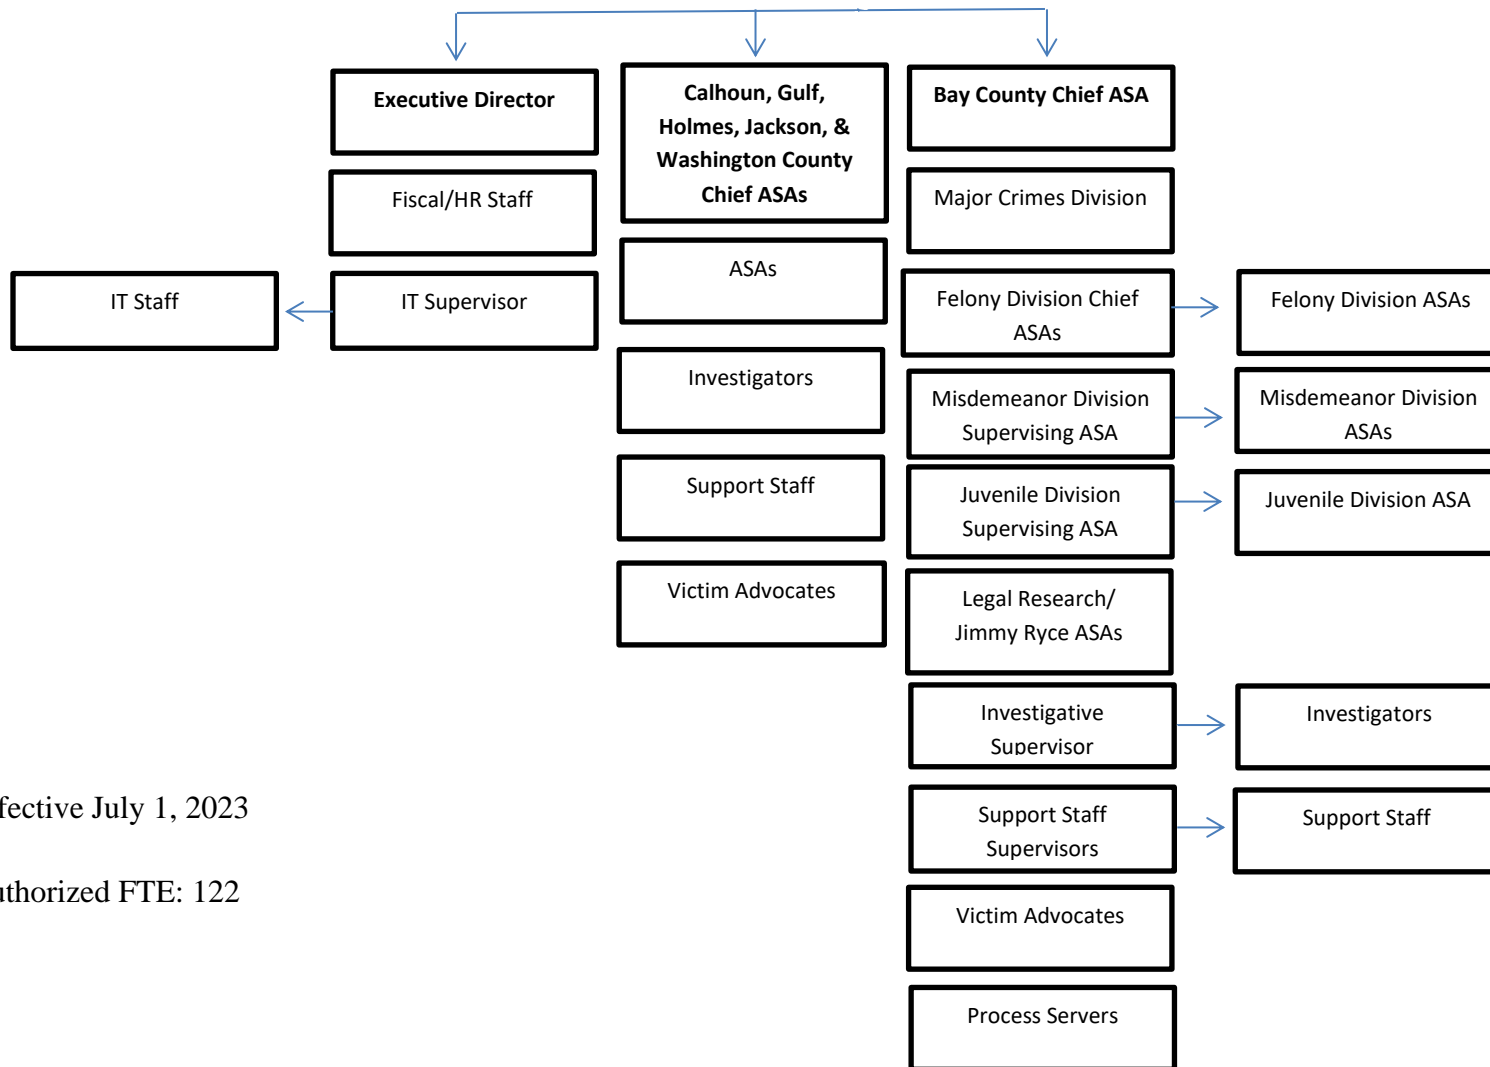 Executive Director
Calhoun, Gulf,
Holmes, Jackson, &
Washington County
Chief ASAs
Bay County Chief ASA
Fiscal/HR Staff
Major Crimes Division
ASAs
IT Staff
IT Supervisor
Felony Division Chief
ASAs
Felony Division ASAs
Investigators
Misdemeanor Division
Supervising ASA
Misdemeanor Division
ASAs
Support Staff
Juvenile Division
Supervising ASA
Juvenile Division ASA
Victim Advocates
Legal Research/
Jimmy Ryce ASAs
Investigative
Supervisor
Investigators
fective July 1, 2023
Support Staff
Supervisors
Support Staff
uthorized FTE: 122
Victim Advocates
Process Servers